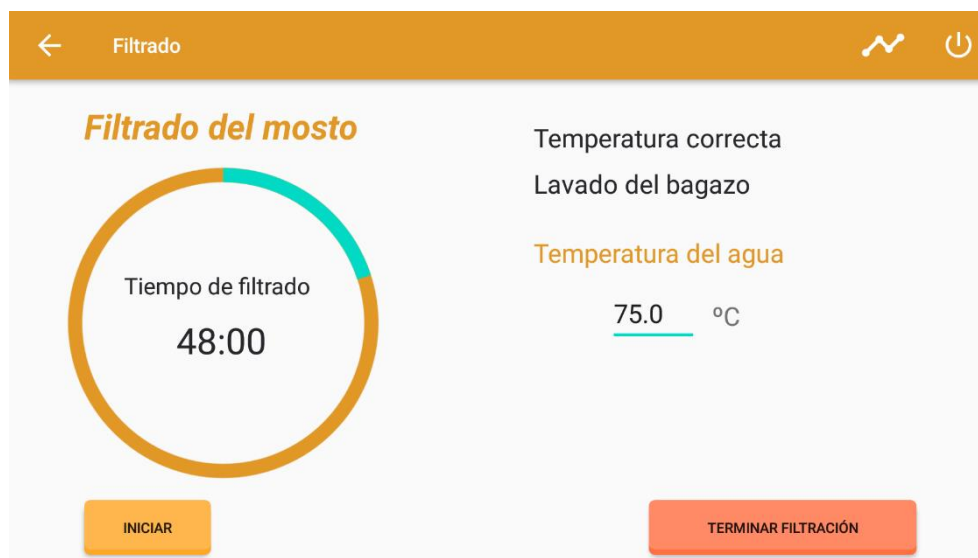 Filtrado
Filtrado del mosto
Tiempo de filtrado
48:00
Temperatura correcta
Lavado del bagazo
Temperatura del agua
75.0 ºC
INICIAR
TERMINAR FILTRACIÓN